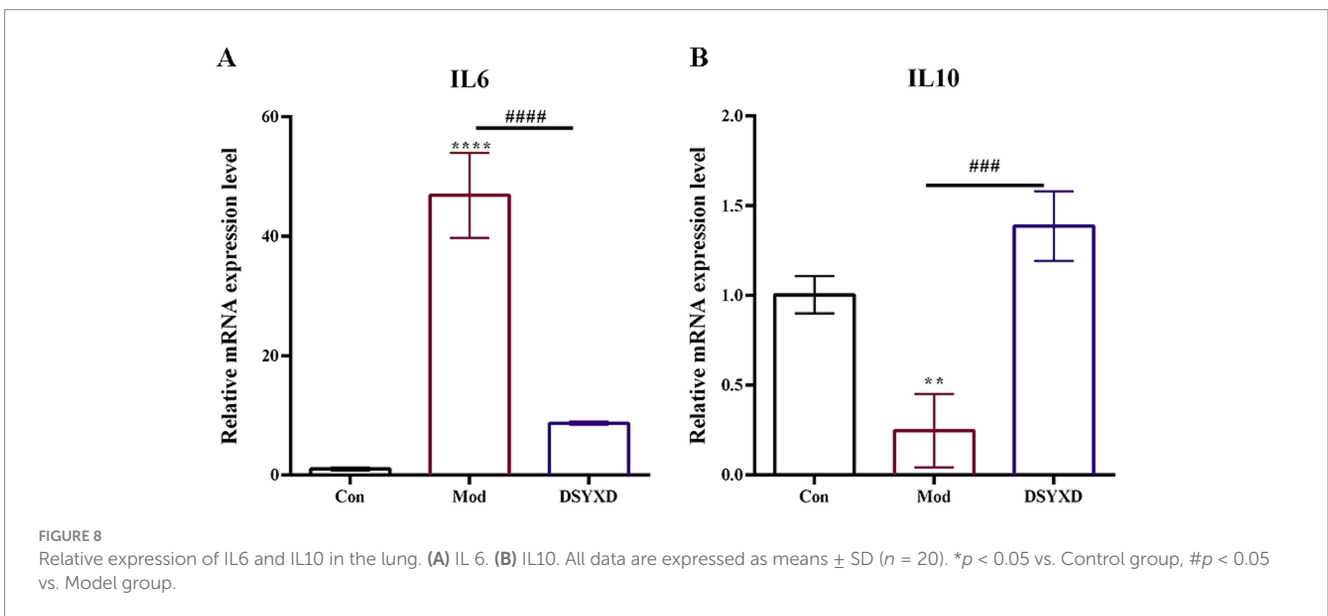 A
IL6
Relative mRNA expression level
60
40
20
0
####
****
Con Mod DSYXD
B
IL10
Relative mRNA expression level
2.0
1.5
1.0
0.5
0.0
###
**
Con Mod DSYXD
FIGURE 8
Relative expression of IL6 and IL10 in the lung. (A) IL 6. (B) IL10. All data are expressed as means ± SD (n = 20). *p < 0.05 vs. Control group, #p < 0.05
vs. Model group.